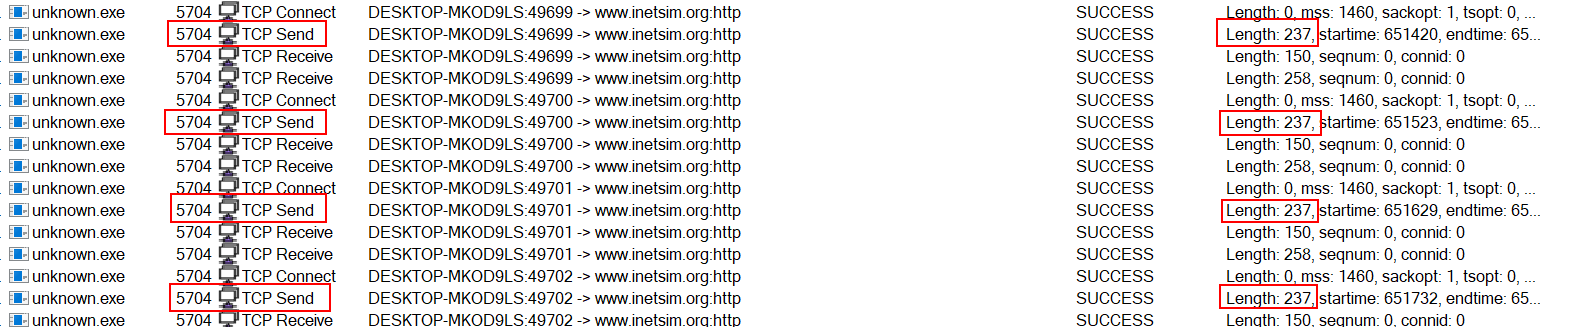 unknown.exe 5704 TCP Connect DESKTOP-MKOD9LS:49699 -> www.inetsim.org:http SUCCESS Length: 0, mss: 1460, sackopt: 1, tsopt: 0, ...
unknown.exe 5704 TCP Send DESKTOP-MKOD9LS:49699 -> www.inetsim.org:http SUCCESS Length: 237, startime: 651420, endtime: 65...
unknown.exe 5704 TCP Receive DESKTOP-MKOD9LS:49699 -> www.inetsim.org:http SUCCESS Length: 150, seqnum: 0, connid: 0
unknown.exe 5704 TCP Receive DESKTOP-MKOD9LS:49699 -> www.inetsim.org:http SUCCESS Length: 258, seqnum: 0, connid: 0
unknown.exe 5704 TCP Connect DESKTOP-MKOD9LS:49700 -> www.inetsim.org:http SUCCESS Length: 0, mss: 1460, sackopt: 1, tsopt: 0, ...
unknown.exe 5704 TCP Send DESKTOP-MKOD9LS:49700 -> www.inetsim.org:http SUCCESS Length: 237, startime: 651523, endtime: 65...
unknown.exe 5704 TCP Receive DESKTOP-MKOD9LS:49700 -> www.inetsim.org:http SUCCESS Length: 150, seqnum: 0, connid: 0
unknown.exe 5704 TCP Receive DESKTOP-MKOD9LS:49700 -> www.inetsim.org:http SUCCESS Length: 258, seqnum: 0, connid: 0
unknown.exe 5704 TCP Connect DESKTOP-MKOD9LS:49701 -> www.inetsim.org:http SUCCESS Length: 0, mss: 1460, sackopt: 1, tsopt: 0, ...
unknown.exe 5704 TCP Send DESKTOP-MKOD9LS:49701 -> www.inetsim.org:http SUCCESS Length: 237, startime: 651629, endtime: 65...
unknown.exe 5704 TCP Receive DESKTOP-MKOD9LS:49701 -> www.inetsim.org:http SUCCESS Length: 150, seqnum: 0, connid: 0
unknown.exe 5704 TCP Receive DESKTOP-MKOD9LS:49701 -> www.inetsim.org:http SUCCESS Length: 258, seqnum: 0, connid: 0
unknown.exe 5704 TCP Connect DESKTOP-MKOD9LS:49702 -> www.inetsim.org:http SUCCESS Length: 0, mss: 1460, sackopt: 1, tsopt: 0, ...
unknown.exe 5704 TCP Send DESKTOP-MKOD9LS:49702 -> www.inetsim.org:http SUCCESS Length: 237, startime: 651732, endtime: 65...
unknown.exe 5704 TCP Receive DESKTOP-MKOD9LS:49702 -> www.inetsim.org:http SUCCESS Length: 150, seqnum: 0, connid: 0